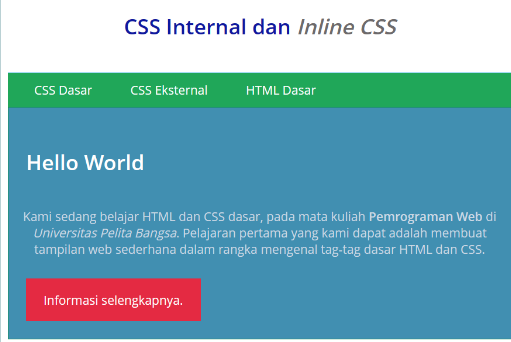 CSS Internal dan Inline CSS
CSS Dasar CSS Eksternal HTML Dasar
Hello World
Kami sedang belajar HTML dan CSS dasar, pada mata kuliah Pemrograman Web di
Universitas Pelita Bangsa. Pelajaran pertama yang kami dapat adalah membuat
tampilan web sederhana dalam rangka mengenal tag-tag dasar HTML dan CSS.
Informasi selengkapnya.